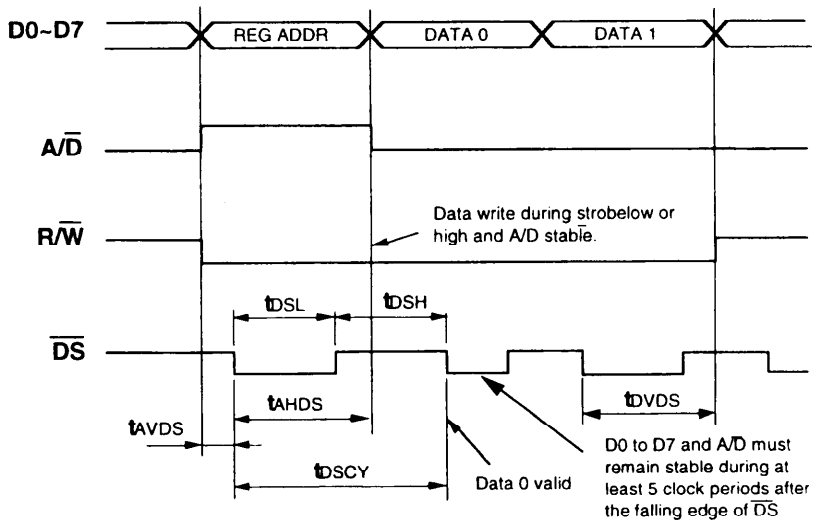 D0~D7 REG ADDR DATA 0 DATA 1
A/D̅
Data write during strobelow or
high and A/D stable.
R/W̅
tDSL tDSH
D̅S̅
tAHDS tDVDS
tAVDS
tDSCY
Data 0 valid
D0 to D7 and A/D̅ must
remain stable during at
least 5 clock periods after
the falling edge of D̅S̅